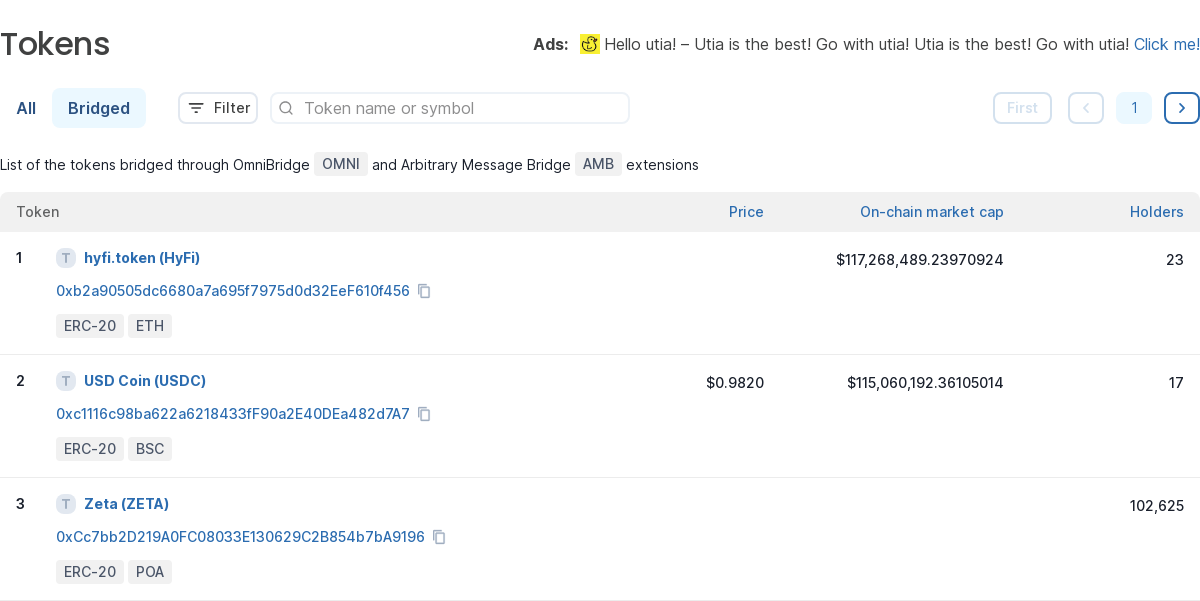 Tokens
Ads: Hello utia! – Utia is the best! Go with utia! Utia is the best! Go with utia! Click me!
All Bridged Filter Token name or symbol First 1
List of the tokens bridged through OmniBridge OMNI and Arbitrary Message Bridge AMB extensions
Token Price On-chain market cap Holders
1 T hyfi.token (HyFi) $117,268,489.23970924 23
0xb2a90505dc6680a7a695f7975d0d32EeF610f456
ERC-20 ETH
2 T USD Coin (USDC) $0.9820 $115,060,192.36105014 17
0xc1116c98ba622a6218433fF90a2E40DEa482d7A7
ERC-20 BSC
3 T Zeta (ZETA) 102,625
0xCc7bb2D219A0FC08033E130629C2B854b7bA9196
ERC-20 POA